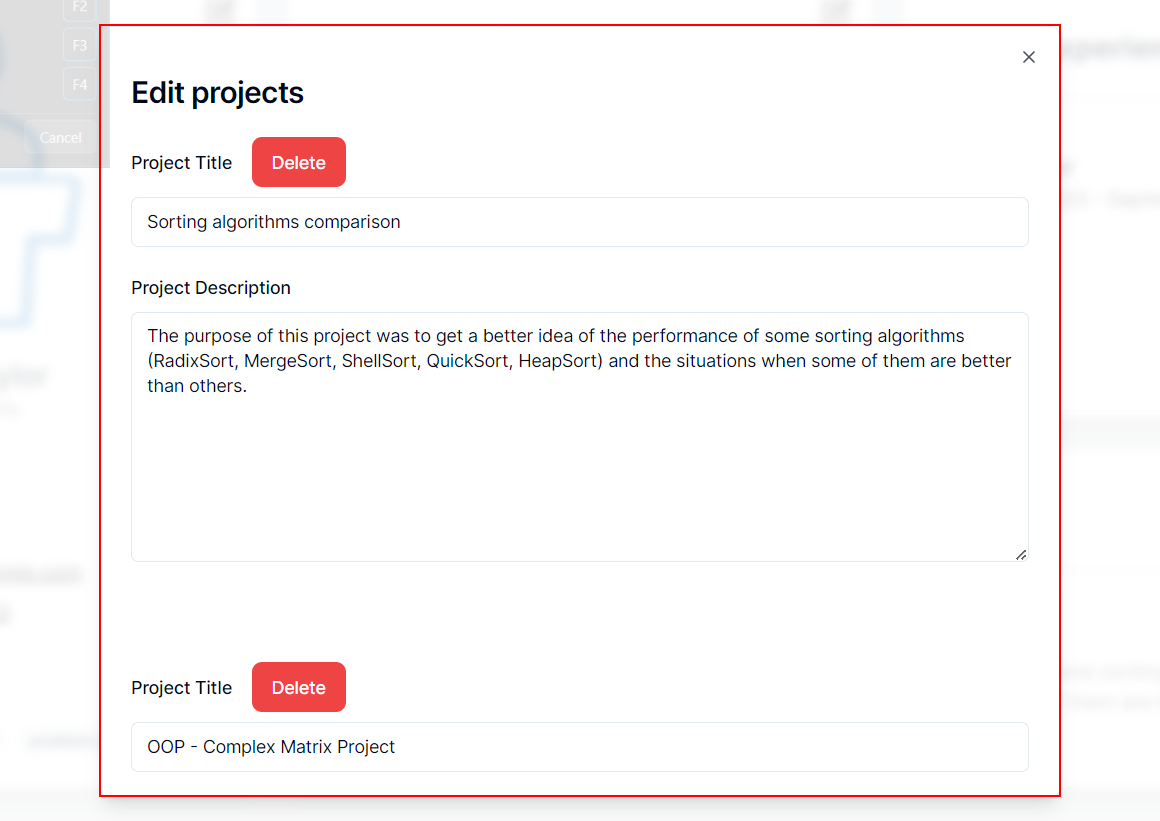 F2
F3
F4
Cancel
Edit projects
Project Title
Delete
Sorting algorithms comparison
Project Description
The purpose of this project was to get a better idea of the performance of some sorting algorithms
(RadixSort, MergeSort, ShellSort, QuickSort, HeapSort) and the situations when some of them are better
than others.
Project Title
Delete
OOP - Complex Matrix Project